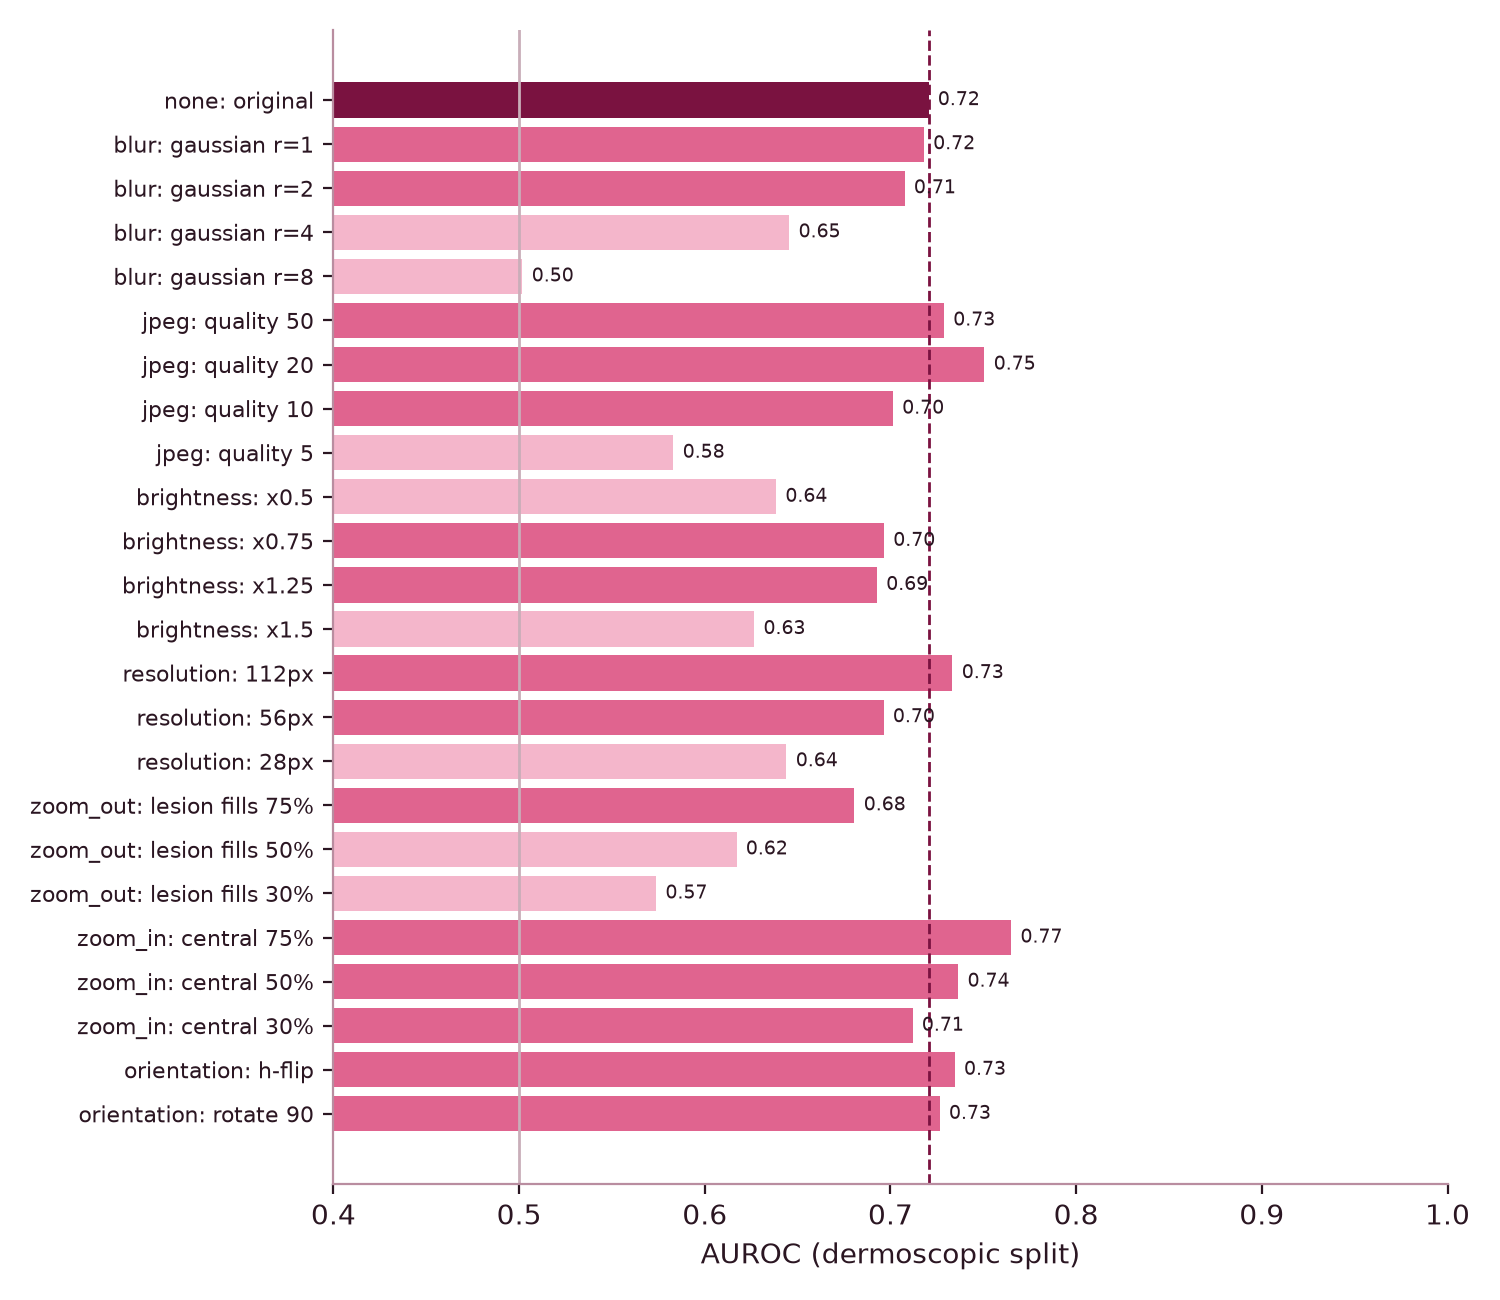 none: original 0.72
blur: gaussian r=1 0.72
blur: gaussian r=2 0.71
blur: gaussian r=4 0.65
blur: gaussian r=8 0.50
jpeg: quality 50 0.73
jpeg: quality 20 0.75
jpeg: quality 10 0.70
jpeg: quality 5 0.58
brightness: x0.5 0.64
brightness: x0.75 0.70
brightness: x1.25 0.69
brightness: x1.5 0.63
resolution: 112px 0.73
resolution: 56px 0.70
resolution: 28px 0.64
zoom_out: lesion fills 75% 0.68
zoom_out: lesion fills 50% 0.62
zoom_out: lesion fills 30% 0.57
zoom_in: central 75% 0.77
zoom_in: central 50% 0.74
zoom_in: central 30% 0.71
orientation: h-flip 0.73
orientation: rotate 90 0.73
0.4 0.5 0.6 0.7 0.8 0.9 1.0
AUROC (dermoscopic split)